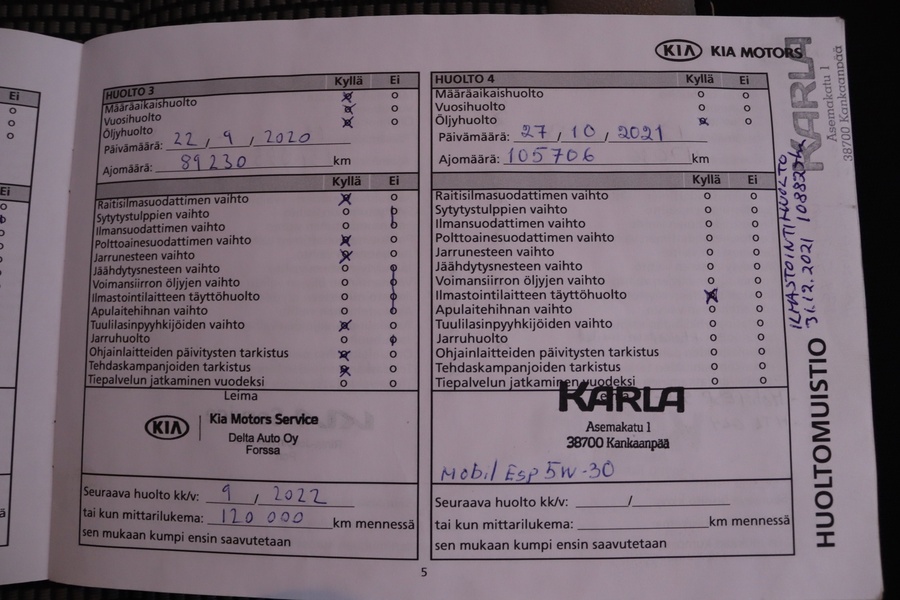 Ei
Ei
KIA KIA MOTORS
HUOLTO 3 Kyllä Ei
Määräaikaishuolto
Vuosihuolto
Öljyhuolto
Päivämäärä: 22 / 9 / 2020
Ajomäärä: 89230 km
Kyllä Ei
Raitisilmasuodattimen vaihto
Sytytystulppien vaihto
Ilmansuodattimen vaihto
Polttoainesuodattimen vaihto
Jarrunesteen vaihto
Jäähdytysnesteen vaihto
Voimansiirron öljyjen vaihto
Ilmastointilaitteen täyttöhuolto
Apulaitehihnan vaihto
Tuulilasinpyyhkijöiden vaihto
Jarruhuolto
Ohjainlaitteiden päivitysten tarkistus
Tehdaskampanjoiden tarkistus
Tiepalvelun jatkaminen vuodeksi
Leima
KIA Kia Motors Service
Delta Auto Oy
Forssa
Seuraava huolto kk/v: 9 / 2022
tai kun mittarilukema: 120 000 km mennessä
sen mukaan kumpi ensin saavutetaan
HUOLTO 4 Kyllä Ei
Määräaikaishuolto
Vuosihuolto
Öljyhuolto
Päivämäärä: 27 / 10 / 2021
Ajomäärä: 105706 km
Kyllä Ei
Raitisilmasuodattimen vaihto
Sytytystulppien vaihto
Ilmansuodattimen vaihto
Polttoainesuodattimen vaihto
Jarrunesteen vaihto
Jäähdytysnesteen vaihto
Voimansiirron öljyjen vaihto
Ilmastointilaitteen täyttöhuolto
Apulaitehihnan vaihto
Tuulilasinpyyhkijöiden vaihto
Jarruhuolto
Ohjainlaitteiden päivitysten tarkistus
Tehdaskampanjoiden tarkistus
Tiepalvelun jatkaminen vuodeksi
Leima
KARLA
Asemakatu 1
38700 Kankaanpää
Mobil Esp 5W-30
Seuraava huolto kk/v: /
tai kun mittarilukema: km mennessä
sen mukaan kumpi ensin saavutetaan
KARLA
Asemakatu 1
38700 Kankaanpää
ILMASTOINTIHUOLTO
31.12.2021
HUOLTOMUISTIO
5